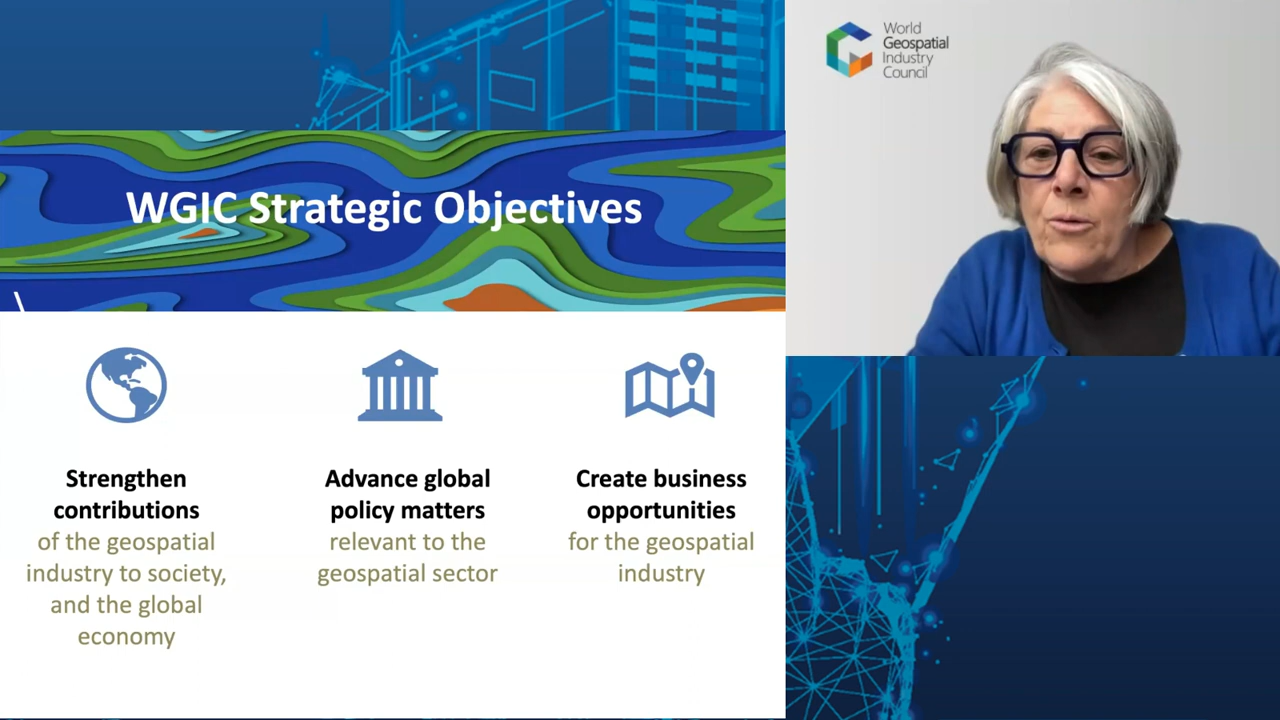 World
Geospatial
Industry
Council
WGIC Strategic Objectives
\
Strengthen
contributions
of the geospatial
industry to society,
and the global
economy
Advance global
policy matters
relevant to the
geospatial sector
Create business
opportunities
for the geospatial
industry